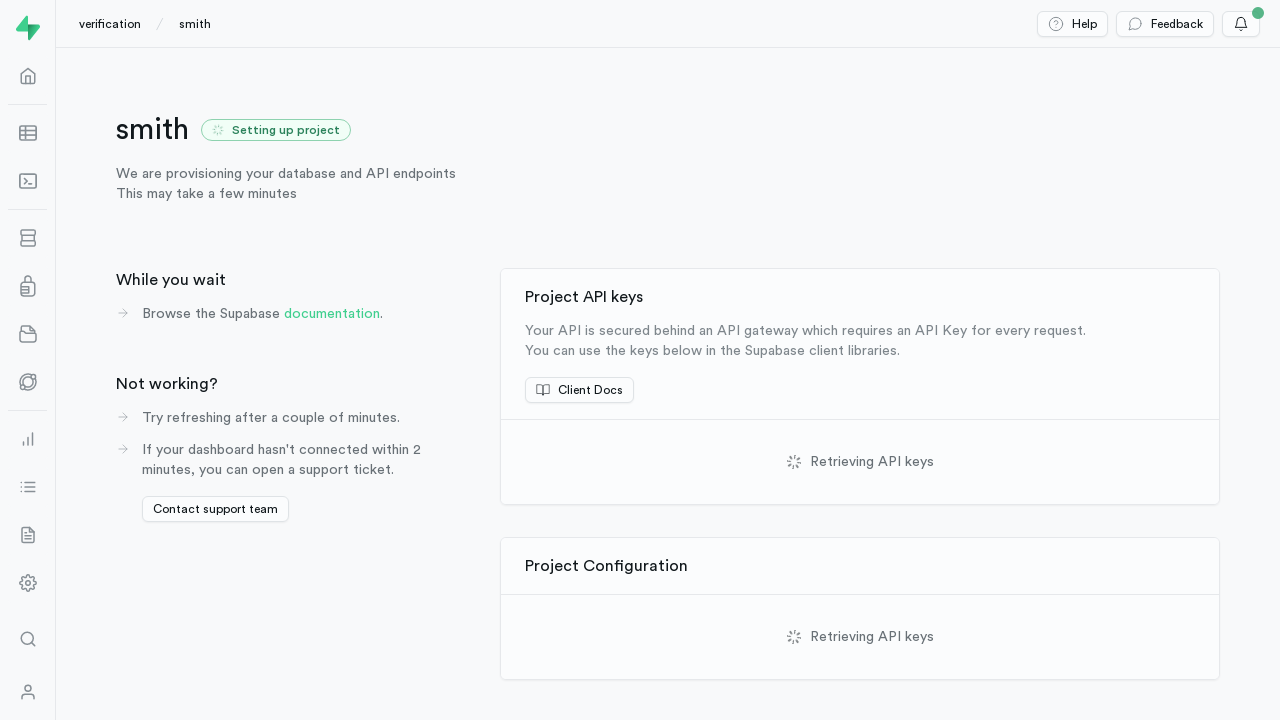 verification / smith
Help
Feedback
smith
Setting up project
We are provisioning your database and API endpoints
This may take a few minutes
While you wait
Browse the Supabase documentation.
Not working?
Try refreshing after a couple of minutes.
If your dashboard hasn't connected within 2
minutes, you can open a support ticket.
Contact support team
Project API keys
Your API is secured behind an API gateway which requires an API Key for every request.
You can use the keys below in the Supabase client libraries.
Client Docs
Retrieving API keys
Project Configuration
Retrieving API keys